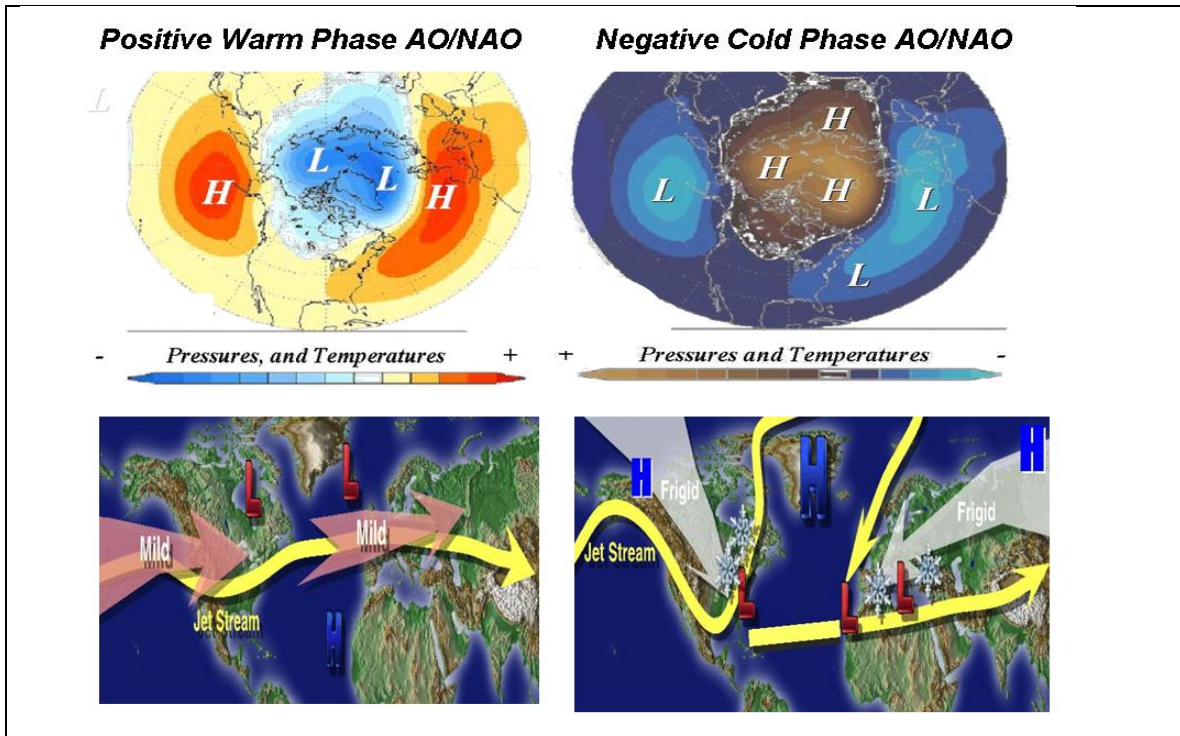 Positive Warm Phase AO/NAO
Negative Cold Phase AO/NAO
L
H
L
L
H
H
H
H
L
L
L
- Pressures, and Temperatures +
+ Pressures and Temperatures -
L
L
Mild
Mild
Jet Stream
H
H
H
H
Frigid
Frigid
Jet Stream
L
L
L